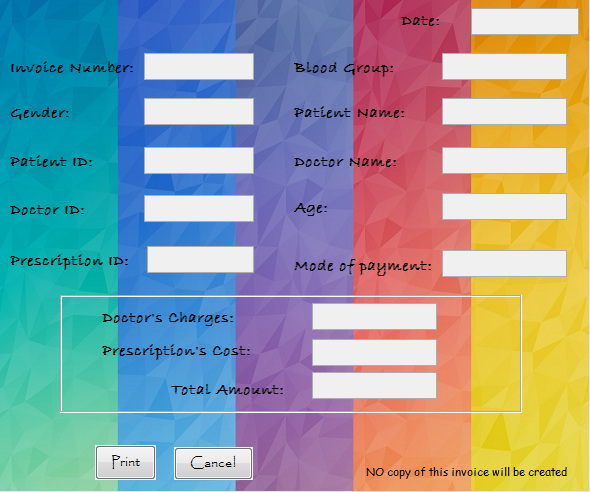 Date:
Invoice Number:
Blood Group:
Gender:
Patient Name:
Patient ID:
Doctor Name:
Doctor ID:
Age:
Prescription ID:
Mode of payment:
Doctor's Charges:
Prescription's Cost:
Total Amount:
Print
Cancel
NO copy of this invoice will be created